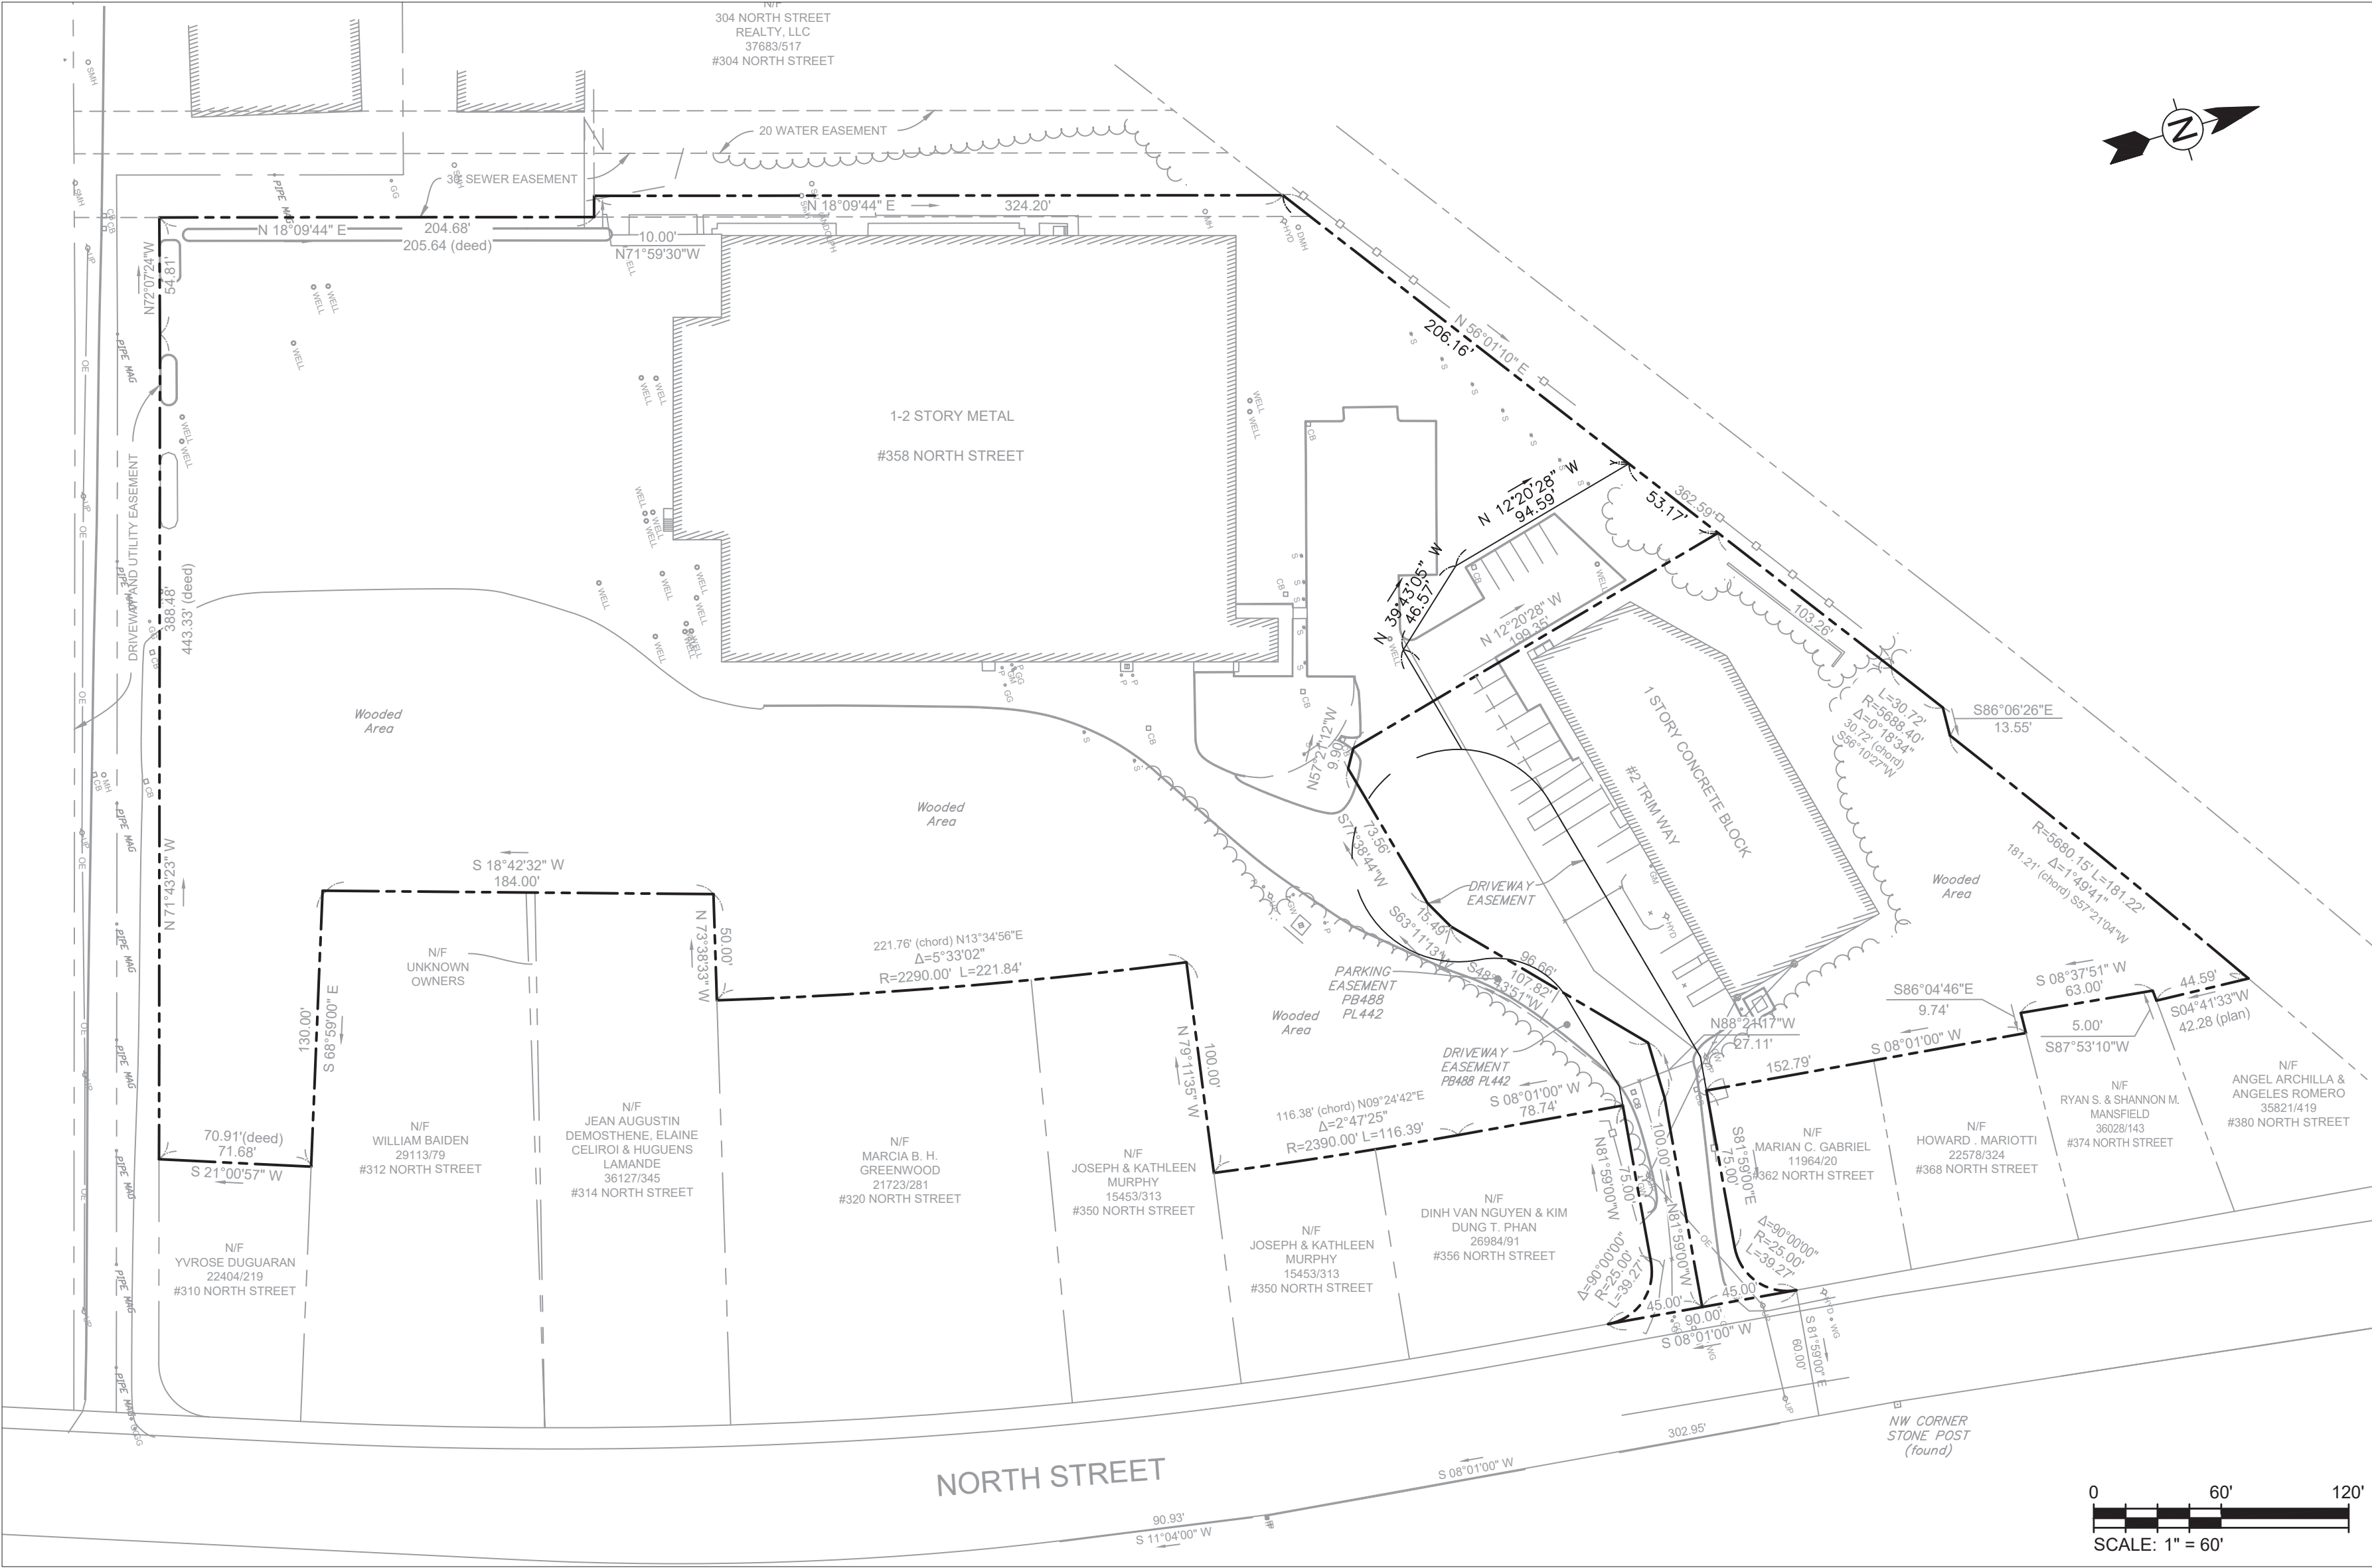 N/F
304 NORTH STREET
REALTY, LLC
37683/517
#304 NORTH STREET
20 WATER EASEMENT
SEWER EASEMENT
N 18°09'44" E
324.20'
N 18°09'44" E
204.68'
205.64 (deed)
10.00'
N71°59'30"W
N72°07'24"W
54.81'
DRIVEWAY AND UTILITY EASEMENT
388.48'
443.33' (deed)
N 71°43'23" W
1-2 STORY METAL
#358 NORTH STREET
206.16'
N 56°01'10" E
362.59'
53.17'
N 12°20'28" W
94.59'
N 39°43'05" W
46.57'
N 12°20'28" W
199.35'
103.26'
L=30.72'
R=5688.40'
Δ=0°18'34"
30.72' (chord)
S56°10'27"W
S86°06'26"E
13.55'
1 STORY CONCRETE BLOCK
#2 TRIM WAY
N57°21'12"W
9.90'
73.56'
S77°38'44"W
DRIVEWAY
EASEMENT
15.49'
S63°11'13"W
96.66'
107.82'
S48°43'51"W
R=5680.15' L=181.22'
Δ=1°49'41"
181.21' (chord) S57°21'04"W
Wooded
Area
Wooded
Area
Wooded
Area
Wooded
Area
PARKING
EASEMENT
PB488
PL442
DRIVEWAY
EASEMENT
PB488 PL442
S 18°42'32" W
184.00'
N 73°38'33" W
50.00'
221.76' (chord) N13°34'56"E
Δ=5°33'02"
R=2290.00' L=221.84'
130.00'
S 68°59'00" E
70.91'(deed)
71.68'
S 21°00'57" W
N 79°11'35" W
100.00'
116.38' (chord) N09°24'42"E
Δ=2°47'25"
R=2390.00' L=116.39'
S 08°01'00" W
78.74'
N88°21'17"W
27.11'
152.79'
S 08°01'00" W
S86°04'46"E
9.74'
S 08°37'51" W
63.00'
5.00'
S87°53'10"W
44.59'
S04°41'33"W
42.28 (plan)
N/F
UNKNOWN
OWNERS
N/F
YVROSE DUGUARAN
22404/219
#310 NORTH STREET
N/F
WILLIAM BAIDEN
29113/79
#312 NORTH STREET
N/F
JEAN AUGUSTIN
DEMOSTHENE, ELAINE
CELIROI & HUGUENS
LAMANDE
36127/345
#314 NORTH STREET
N/F
MARCIA B. H.
GREENWOOD
21723/281
#320 NORTH STREET
N/F
JOSEPH & KATHLEEN
MURPHY
15453/313
#350 NORTH STREET
N/F
JOSEPH & KATHLEEN
MURPHY
15453/313
#350 NORTH STREET
N/F
DINH VAN NGUYEN & KIM
DUNG T. PHAN
26984/91
#356 NORTH STREET
N/F
MARIAN C. GABRIEL
11964/20
#362 NORTH STREET
N/F
HOWARD . MARIOTTI
22578/324
#368 NORTH STREET
N/F
RYAN S. & SHANNON M.
MANSFIELD
36028/143
#374 NORTH STREET
N/F
ANGEL ARCHILLA &
ANGELES ROMERO
35821/419
#380 NORTH STREET
N81°59'00"W
75.00'
100.00'
N81°59'00"W
S81°59'00"E
75.00'
Δ=90°00'00"
R=25.00'
L=39.27'
Δ=90°00'00"
R=25.00'
L=39.27'
45.00'
45.00'
90.00'
S 08°01'00" W
S 81°59'00" E
60.00'
NW CORNER
STONE POST
(found)
302.95'
S 08°01'00" W
NORTH STREET
90.93'
S 11°04'00" W
N
0 60' 120'
SCALE: 1" = 60'